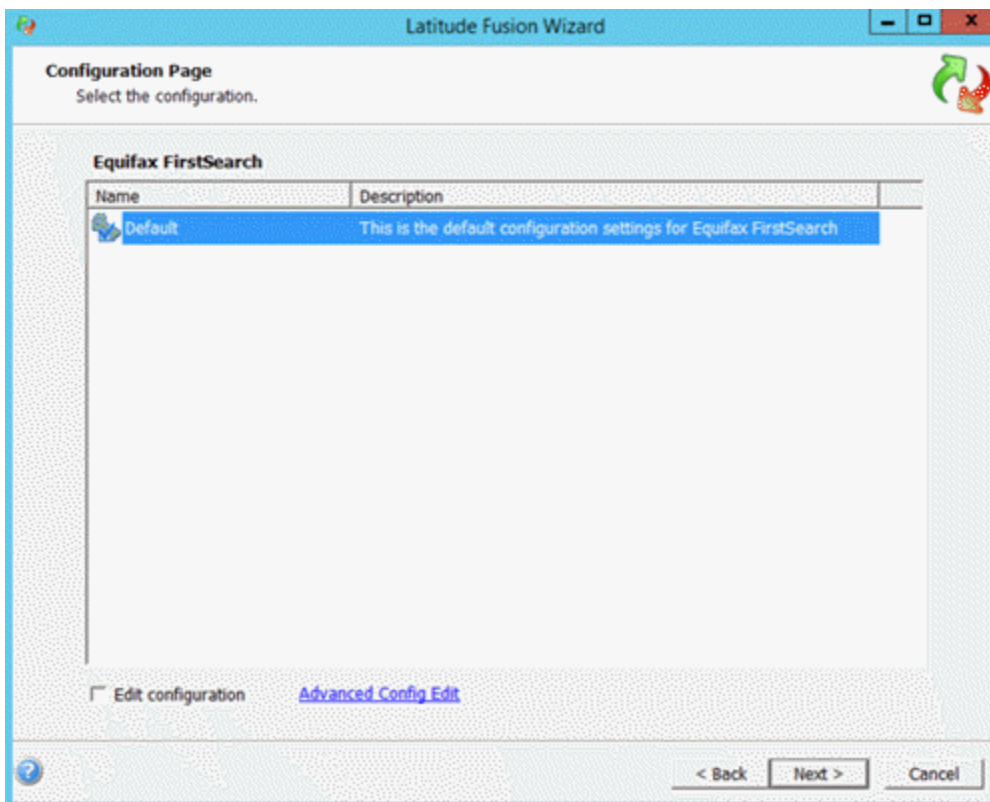 Latitude Fusion Wizard
Configuration Page
Select the configuration.
Equifax FirstSearch
Name Description
Default This is the default configuration settings for Equifax FirstSearch
Edit configuration Advanced Config Edit
< Back Next > Cancel